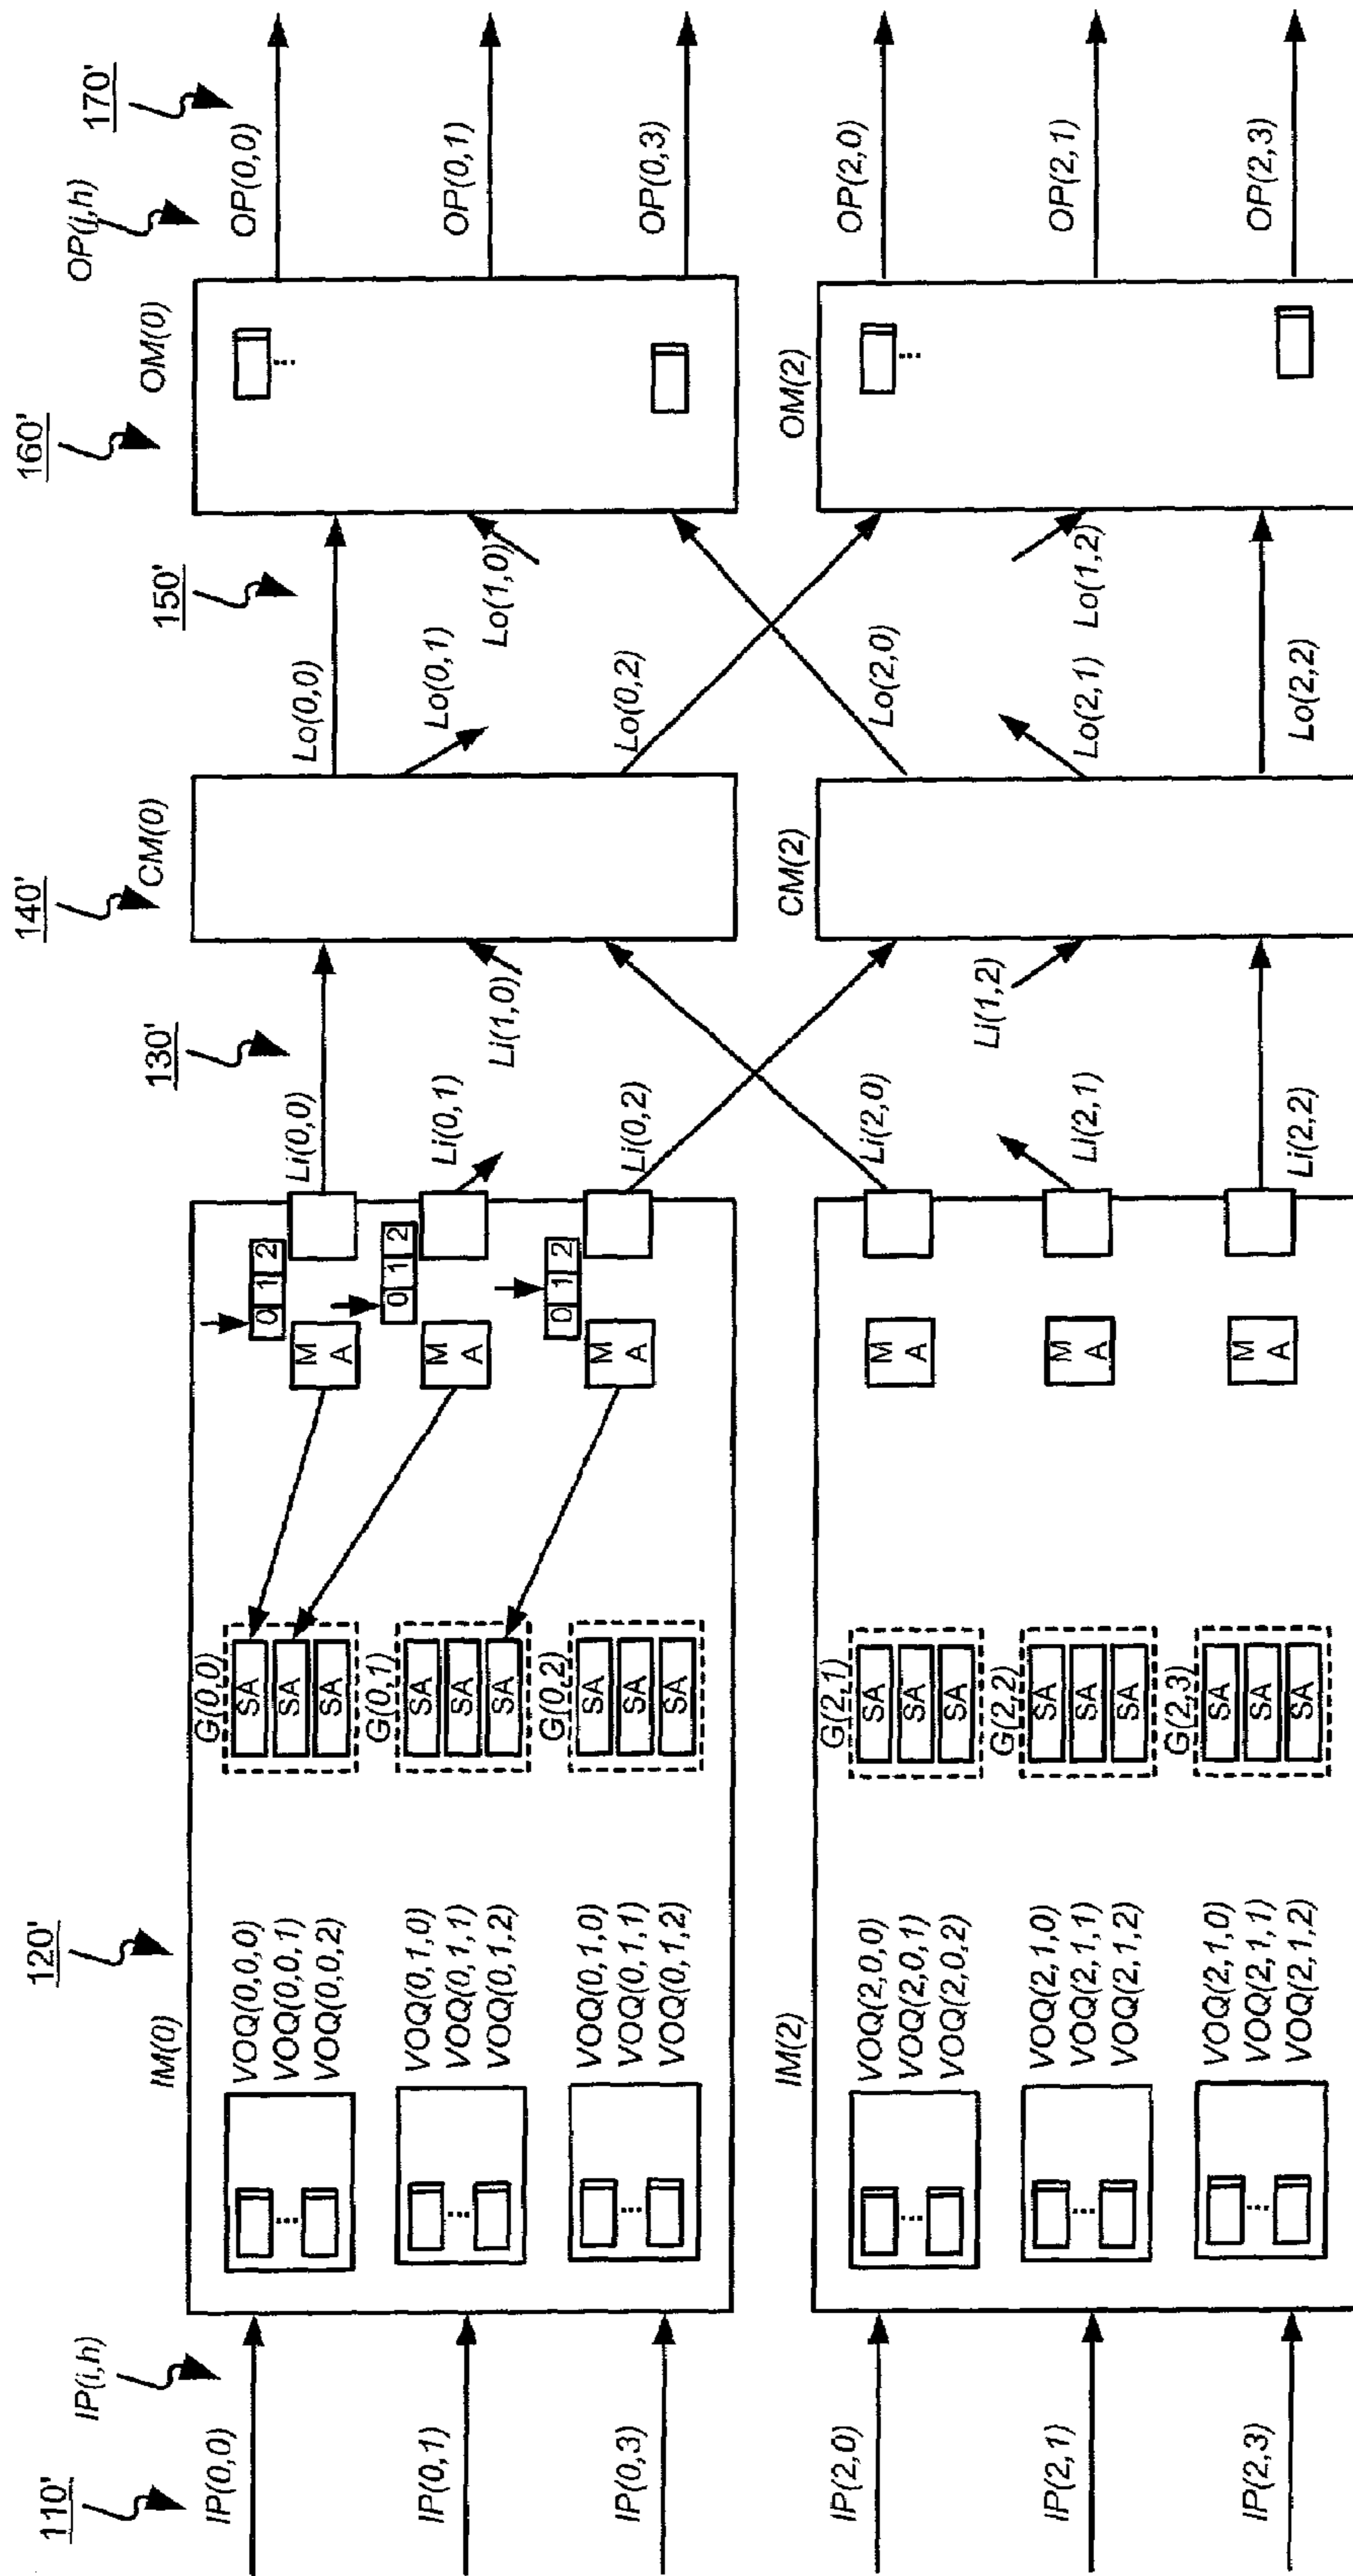 110'
IP(i,h)
IP(0,0)
IP(0,1)
IP(0,3)
IP(2,0)
IP(2,1)
IP(2,3)
120'
IM(0)
VOQ(0,0,0)
VOQ(0,0,1)
VOQ(0,0,2)
VOQ(0,1,0)
VOQ(0,1,1)
VOQ(0,1,2)
VOQ(0,1,0)
VOQ(0,1,1)
VOQ(0,1,2)
G(0,0)
SA
SA
SA
G(0,1)
SA
SA
SA
G(0,2)
SA
SA
SA
0 1 2
M
A
0 1 2
M
A
0 1 2
M
A
IM(2)
VOQ(2,0,0)
VOQ(2,0,1)
VOQ(2,0,2)
VOQ(2,1,0)
VOQ(2,1,1)
VOQ(2,1,2)
VOQ(2,1,0)
VOQ(2,1,1)
VOQ(2,1,2)
G(2,1)
SA
SA
SA
G(2,2)
SA
SA
SA
G(2,3)
SA
SA
SA
M
A
M
A
M
A
130'
Li(0,0)
Li(0,1)
Li(1,0)
Li(0,2)
Li(2,0)
Li(2,1)
Li(1,2)
Li(2,2)
140'
CM(0)
CM(2)
150'
Lo(0,0)
Lo(0,1)
Lo(1,0)
Lo(0,2)
Lo(2,0)
Lo(2,1)
Lo(1,2)
Lo(2,2)
160'
OM(0)
OM(2)
170'
OP(j,h)
OP(0,0)
OP(0,1)
OP(0,3)
OP(2,0)
OP(2,1)
OP(2,3)